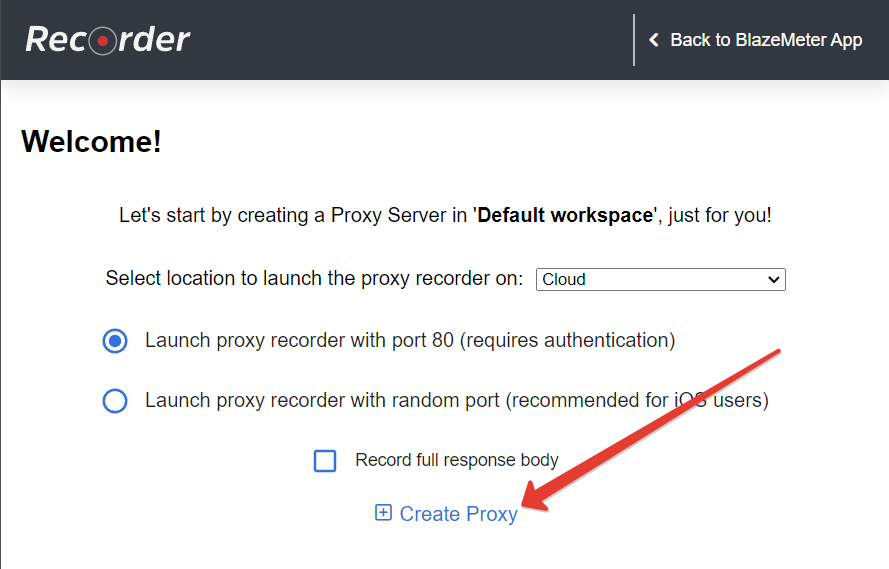 Recorder
Back to BlazeMeter App
Welcome!
Let's start by creating a Proxy Server in 'Default workspace', just for you!
Select location to launch the proxy recorder on: Cloud
Launch proxy recorder with port 80 (requires authentication)
Launch proxy recorder with random port (recommended for iOS users)
Record full response body
Create Proxy